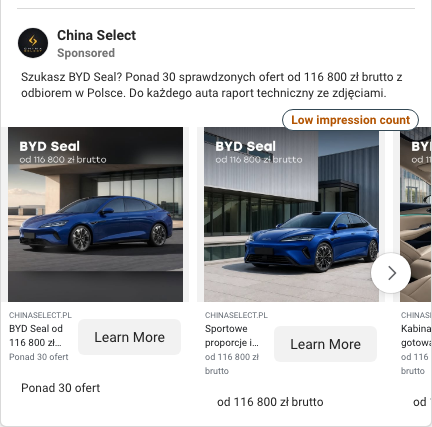 China Select
Sponsored
Szukasz BYD Seal? Ponad 30 sprawdzonych ofert od 116 800 zł brutto z
odbiorem w Polsce. Do każdego auta raport techniczny ze zdjęciami.
Low impression count
BYD Seal
od 116 800 zł brutto
BYD Seal
od 116 800 zł brutto
BY
od 11
CHINASELECT.PL
BYD Seal od
116 800 zł...
Ponad 30 ofert
Learn More
Ponad 30 ofert
CHINASELECT.PL
Sportowe
proporcje i...
od 116 800 zł
brutto
Learn More
od 116 800 zł brutto
CHINAS
Kabina
gotowa
od 116
brutto
od